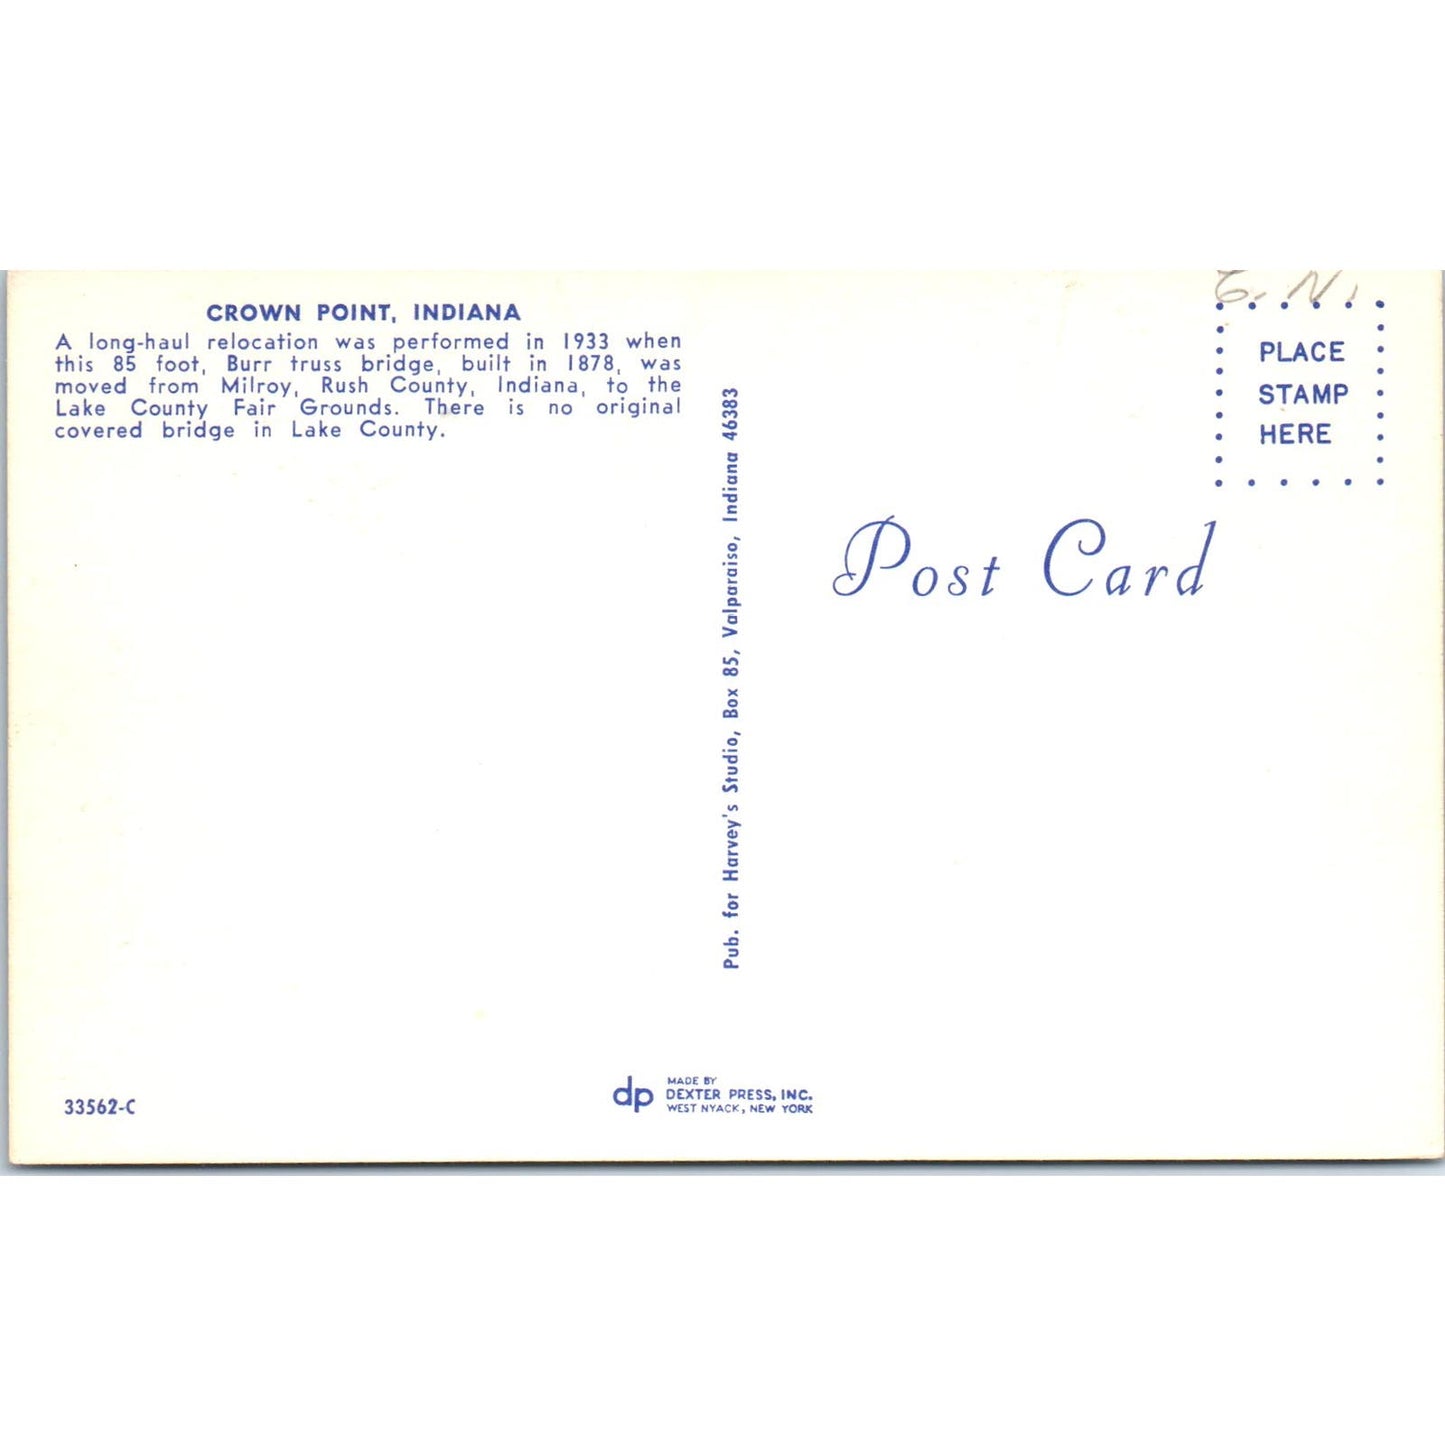 CROWN POINT, INDIANA
A long-haul relocation was performed in 1933 when
this 85 foot, Burr truss bridge, built in 1878, was
moved from Milroy, Rush County, Indiana, to the
Lake County Fair Grounds. There is no original
covered bridge in Lake County.
Pub. for Harvey's Studio, Box 85, Valparaiso, Indiana 46383
PLACE
STAMP
HERE
Post Card
33562-C
dp
MADE BY
DEXTER PRESS, INC.
WEST NYACK, NEW YORK